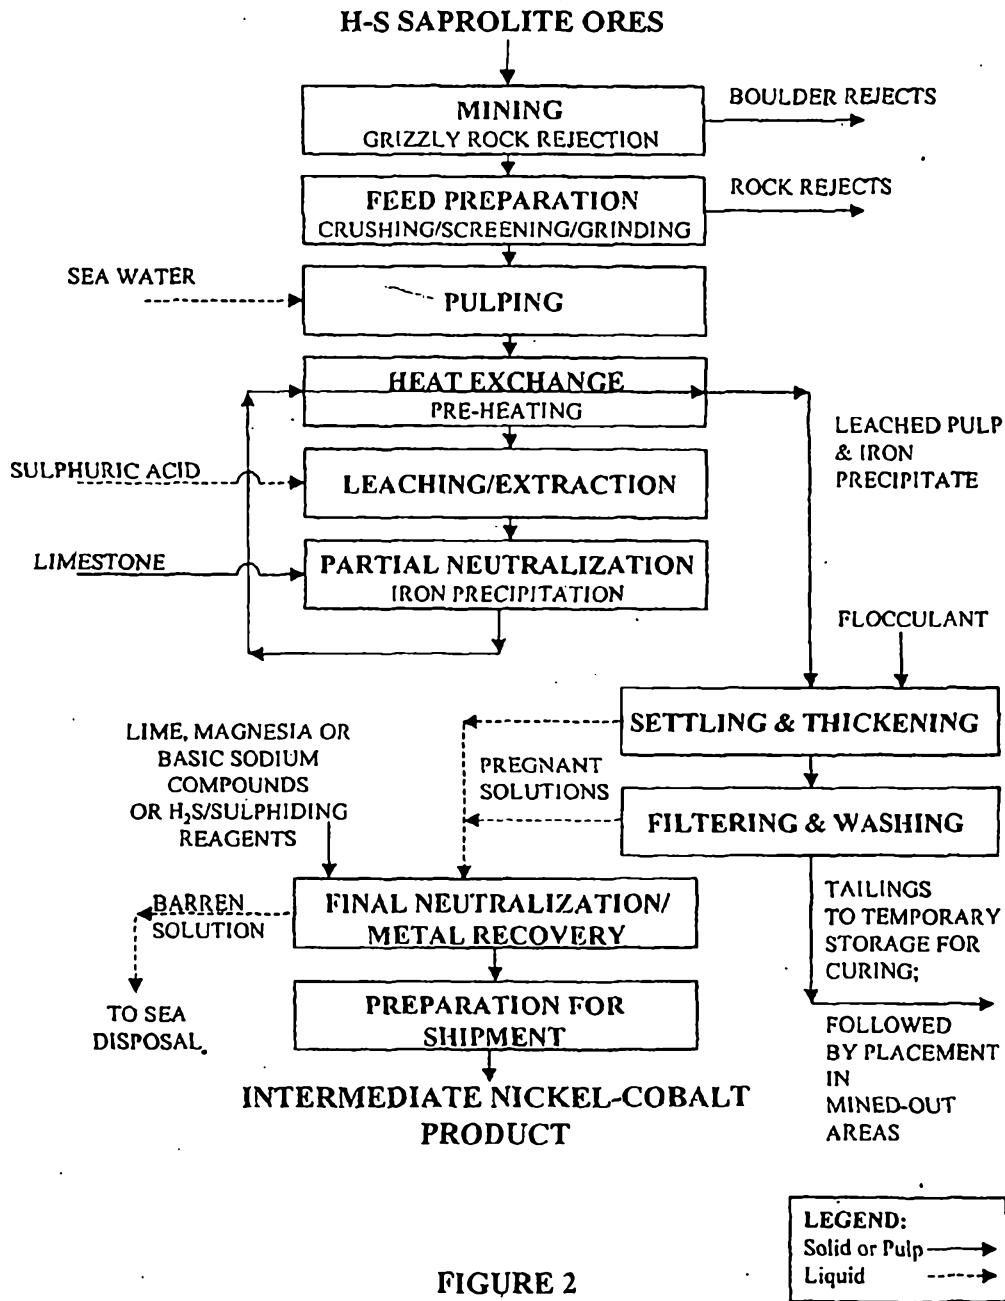 H-S SAPROLITE ORES
MINING
GRIZZLY ROCK REJECTION
BOULDER REJECTS
FEED PREPARATION
CRUSHING/SCREENING/GRINDING
ROCK REJECTS
SEA WATER
PULPING
HEAT EXCHANGE
PRE-HEATING
LEACHED PULP
& IRON
PRECIPITATE
SULPHURIC ACID
LEACHING/EXTRACTION
LIMESTONE
PARTIAL NEUTRALIZATION
IRON PRECIPITATION
FLOCCULANT
SETTLING & THICKENING
PREGNANT
SOLUTIONS
FILTERING & WASHING
LIME, MAGNESIA OR
BASIC SODIUM
COMPOUNDS
OR H₂S/SULPHIDING
REAGENTS
FINAL NEUTRALIZATION/
METAL RECOVERY
BARREN
SOLUTION
TO SEA
DISPOSAL.
TAILINGS
TO TEMPORARY
STORAGE FOR
CURING;
FOLLOWED
BY PLACEMENT
IN
MINED-OUT
AREAS
PREPARATION FOR
SHIPMENT
INTERMEDIATE NICKEL-COBALT
PRODUCT
LEGEND:
Solid or Pulp
Liquid
FIGURE 2